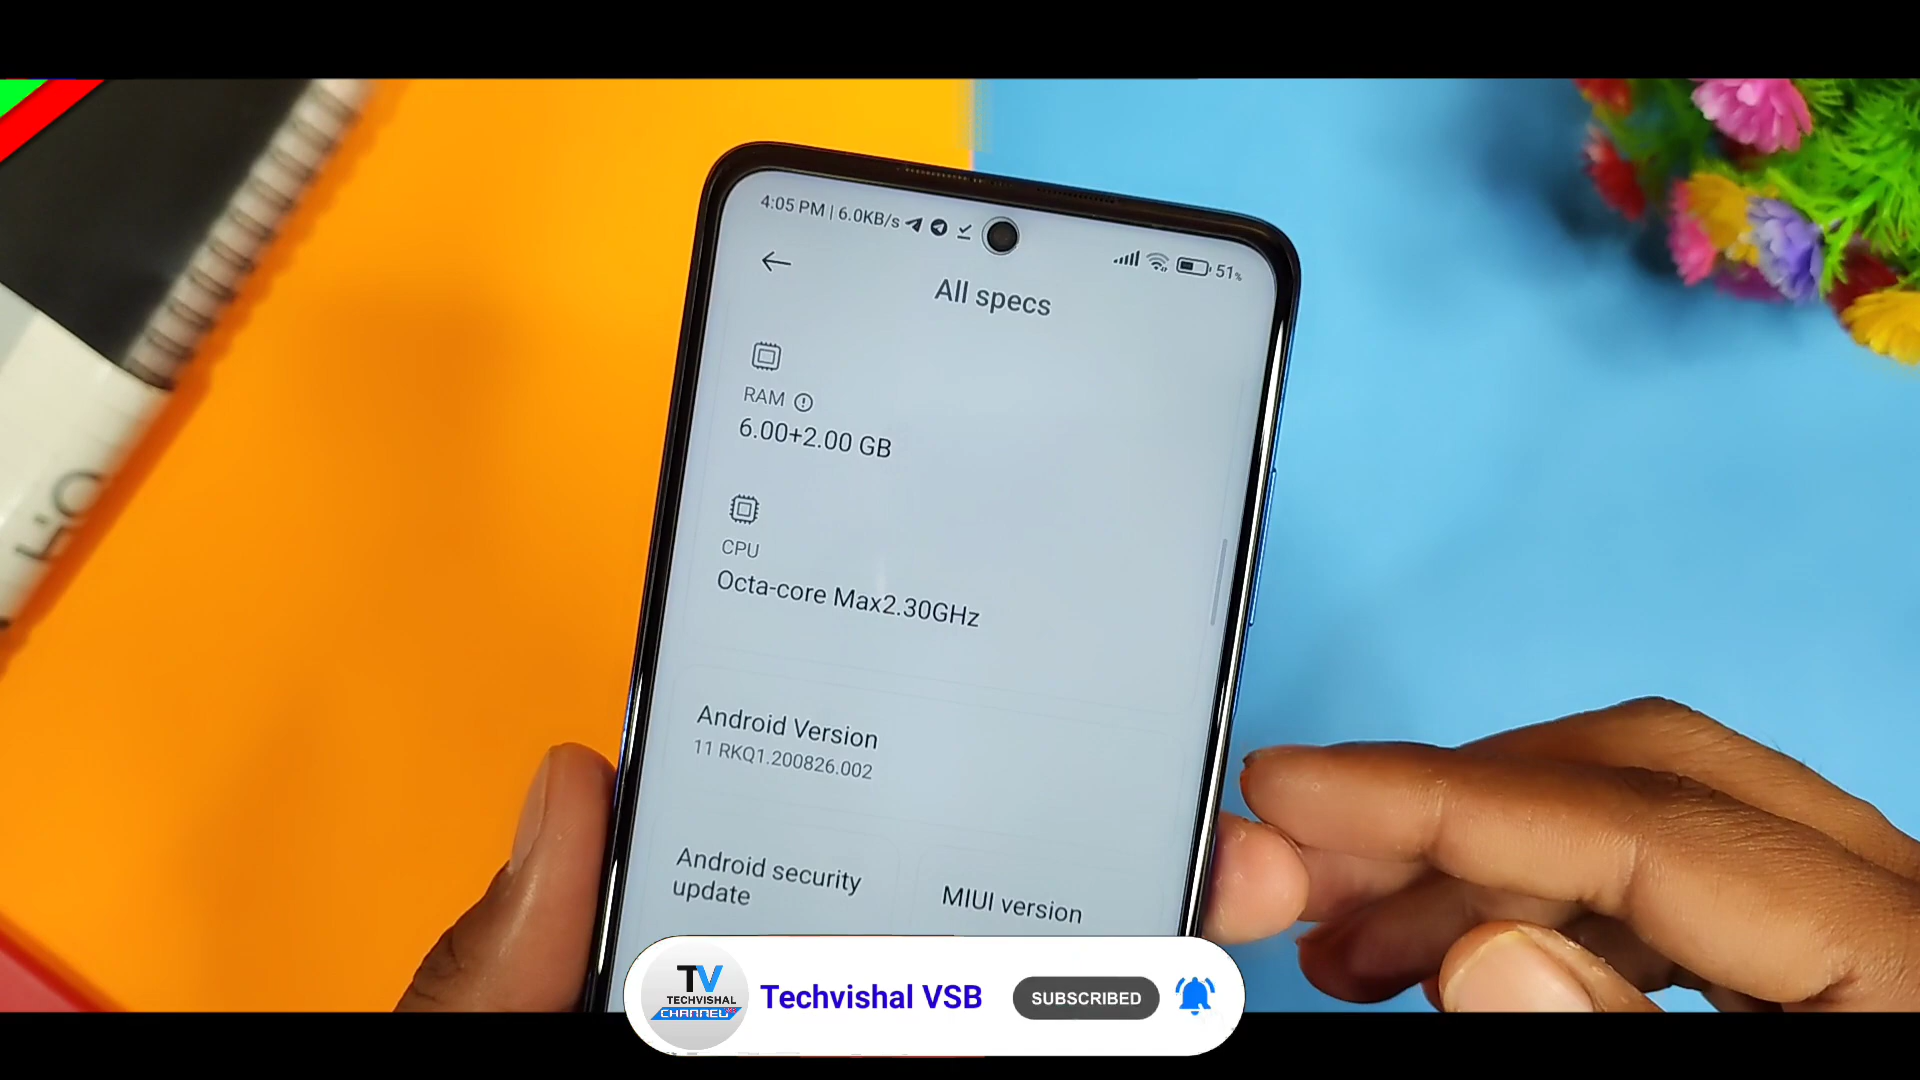 4:05 PM | 6.0KB/s
51%
All specs
RAM
6.00+2.00 GB
CPU
Octa-core Max2.30GHz
Android Version
11 RKQ1.200826.002
Android security
update
MIUI version
TV
TECHVISHAL
CHANNEL
Techvishal VSB
SUBSCRIBED